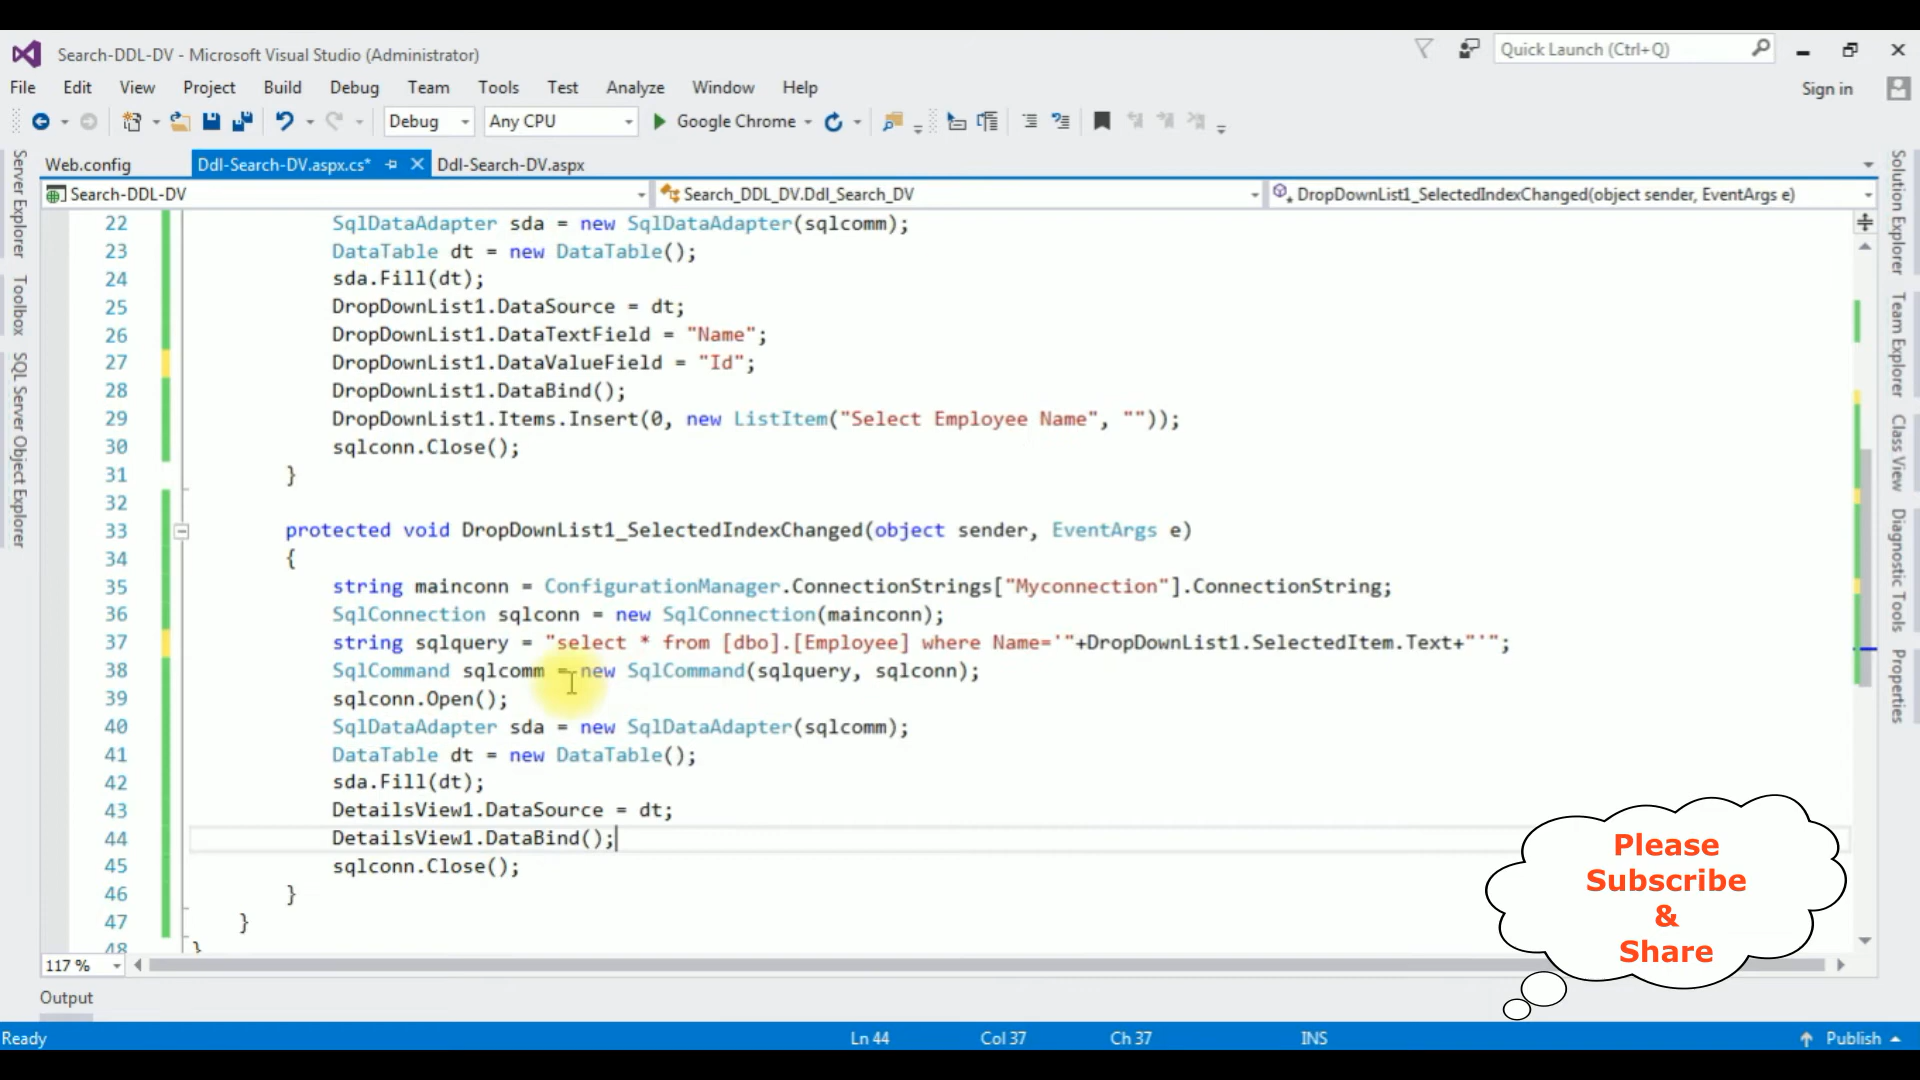 Search-DDL-DV - Microsoft Visual Studio (Administrator)
Quick Launch (Ctrl+Q)
File Edit View Project Build Debug Team Tools Test Analyze Window Help
Sign in
Debug Any CPU Google Chrome
Web.config Ddl-Search-DV.aspx.cs* Ddl-Search-DV.aspx
Search-DDL-DV Search_DDL_DV.Ddl_Search_DV DropDownList1_SelectedIndexChanged(object sender, EventArgs e)
Server Explorer
Toolbox
SQL Server Object Explorer
22 SqlDataAdapter sda = new SqlDataAdapter(sqlcomm);
23 DataTable dt = new DataTable();
24 sda.Fill(dt);
25 DropDownList1.DataSource = dt;
26 DropDownList1.DataTextField = "Name";
27 DropDownList1.DataValueField = "Id";
28 DropDownList1.DataBind();
29 DropDownList1.Items.Insert(0, new ListItem("Select Employee Name", ""));
30 sqlconn.Close();
31 }
32
33 protected void DropDownList1_SelectedIndexChanged(object sender, EventArgs e)
34 {
35 string mainconn = ConfigurationManager.ConnectionStrings["Myconnection"].ConnectionString;
36 SqlConnection sqlconn = new SqlConnection(mainconn);
37 string sqlquery = "select * from [dbo].[Employee] where Name='"+DropDownList1.SelectedItem.Text+"'";
38 SqlCommand sqlcomm = new SqlCommand(sqlquery, sqlconn);
39 sqlconn.Open();
40 SqlDataAdapter sda = new SqlDataAdapter(sqlcomm);
41 DataTable dt = new DataTable();
42 sda.Fill(dt);
43 DetailsView1.DataSource = dt;
44 DetailsView1.DataBind();
45 sqlconn.Close();
46 }
47 }
48 }
Solution Explorer
Team Explorer
Class View
Diagnostic Tools
Properties
Please
Subscribe
&
Share
117 %
Output
Ready Ln 44 Col 37 Ch 37 INS Publish